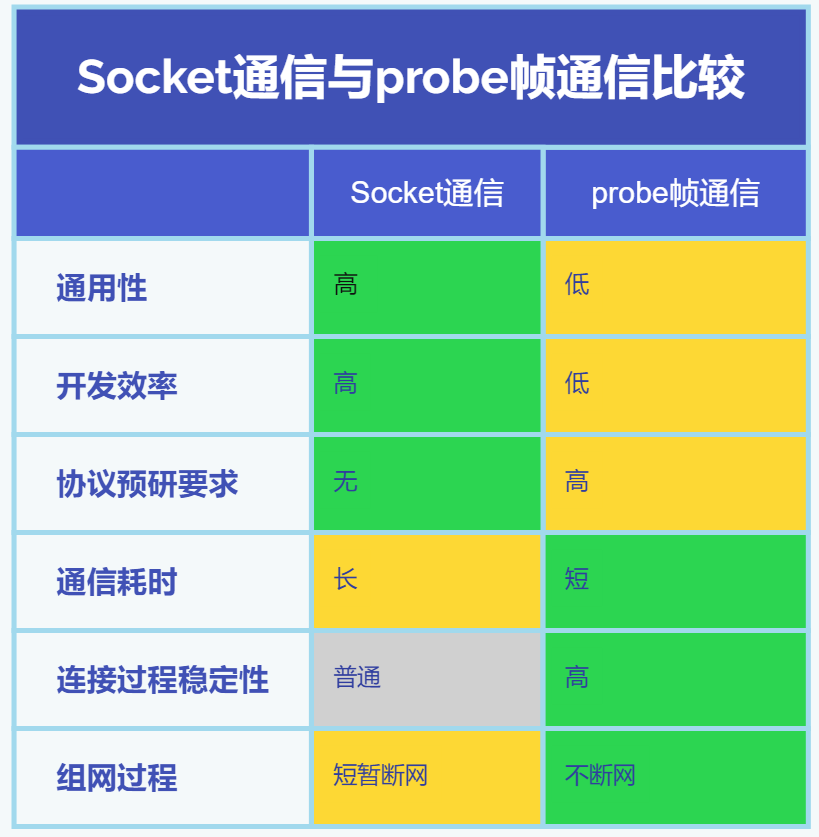 Socket通信与probe帧通信比较
Socket通信 probe帧通信
通用性 高 低
开发效率 高 低
协议预研要求 无 高
通信耗时 长 短
连接过程稳定性 普通 高
组网过程 短暂断网 不断网